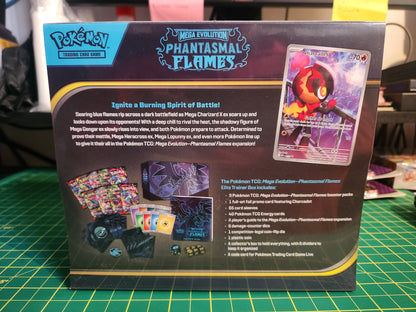 Pokémon
TRADING CARD GAME
MEGA EVOLUTION
PHANTASMAL
FLAMES
Ignite a Burning Spirit of Battle!
Searing blue flames rip across a dark battlefield as Mega Charizard X ex soars up and
looks down upon its opponents! With a deep chill to rival the heat, the shadowy figure of
Mega Gengar ex slowly rises into view, and both Pokémon prepare to attack. Determined to
prove their mettle, Mega Heracross ex, Mega Lopunny ex, and even more Pokémon line up
to give it their all in the Pokémon TCG: Mega Evolution—Phantasmal Flames expansion!
The Pokémon TCG: Mega Evolution—Phantasmal Flames
Elite Trainer Box includes:
• 9 Pokémon TCG: Mega Evolution—Phantasmal Flames booster packs
• 1 full-art foil promo card featuring Charcadet
• 65 card sleeves
• 40 Pokémon TCG Energy cards
• A player's guide to the Mega Evolution—Phantasmal Flames expansion
• 6 damage-counter dice
• 1 competition-legal coin-flip die
• 1 plastic coin
• A collector's box to hold everything, with 6 dividers to
keep it organized
• A code card for Pokémon Trading Card Game Live